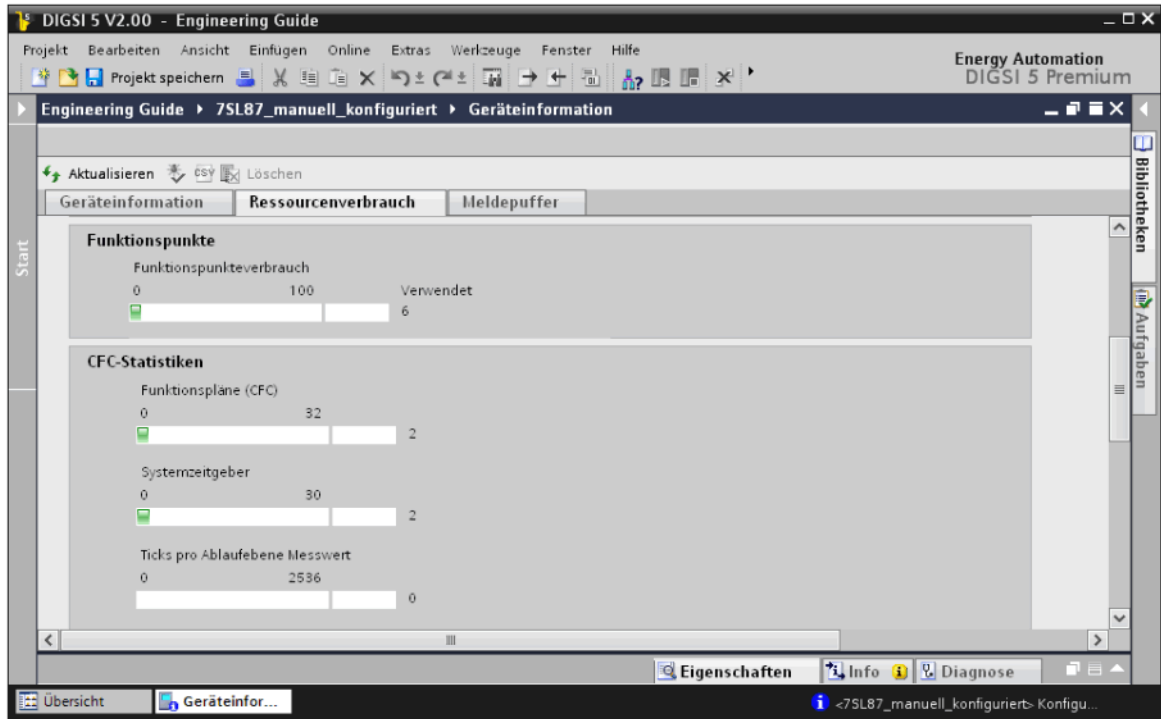 DIGSI 5 V2.00 - Engineering Guide
Projekt Bearbeiten Ansicht Einfügen Online Extras Werkzeuge Fenster Hilfe
Energy Automation
DIGSI 5 Premium
Projekt speichern
Engineering Guide ▸ 7SL87_manuell_konfiguriert ▸ Geräteinformation
Aktualisieren CSV Löschen
Geräteinformation Ressourcenverbrauch Meldepuffer
Start
Funktionspunkte
Funktionspunkteverbrauch
0 100 Verwendet
6
CFC-Statistiken
Funktionspläne (CFC)
0 32
2
Systemzeitgeber
0 30
2
Ticks pro Ablaufebene Messwert
0 2536
0
Bibliotheken
Aufgaben
Eigenschaften Info Diagnose
Übersicht Geräteinfor...
<7SL87_manuell_konfiguriert> Konfigu...